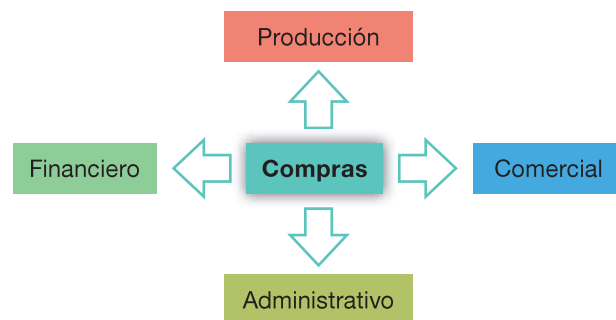 Producción
Financiero
Compras
Comercial
Administrativo